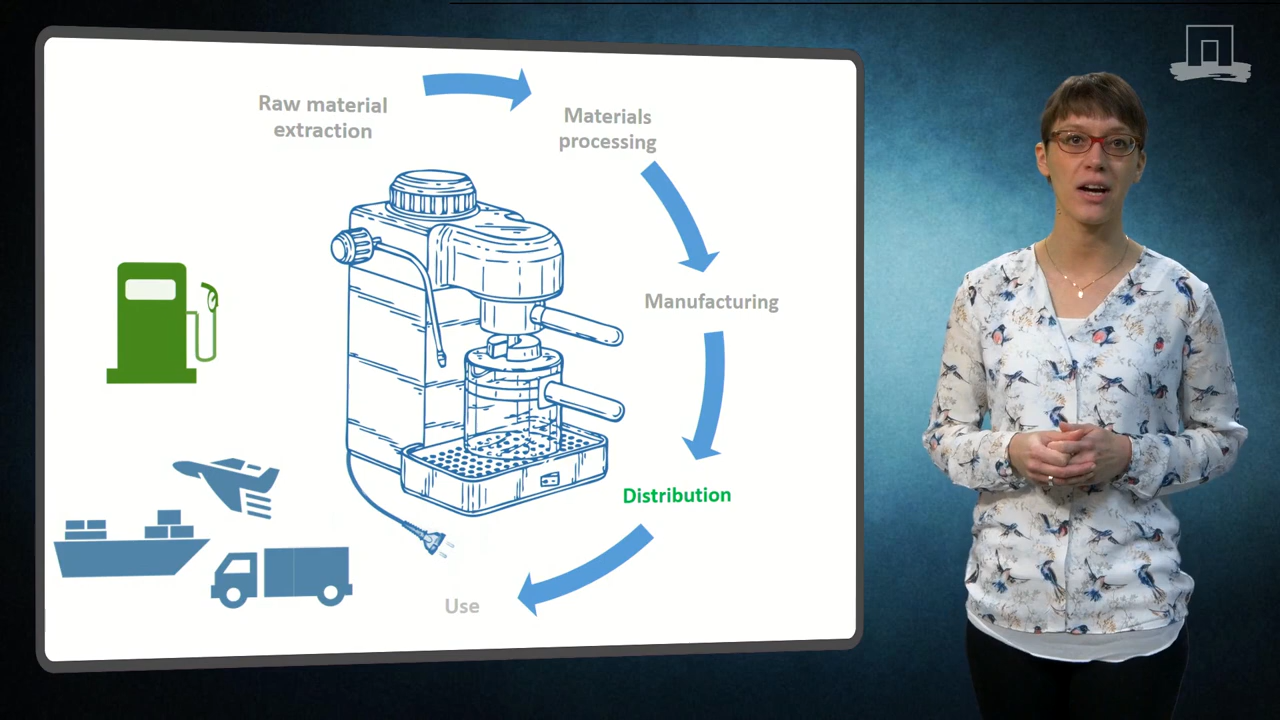 Raw material
extraction
Materials
processing
Manufacturing
Distribution
Use